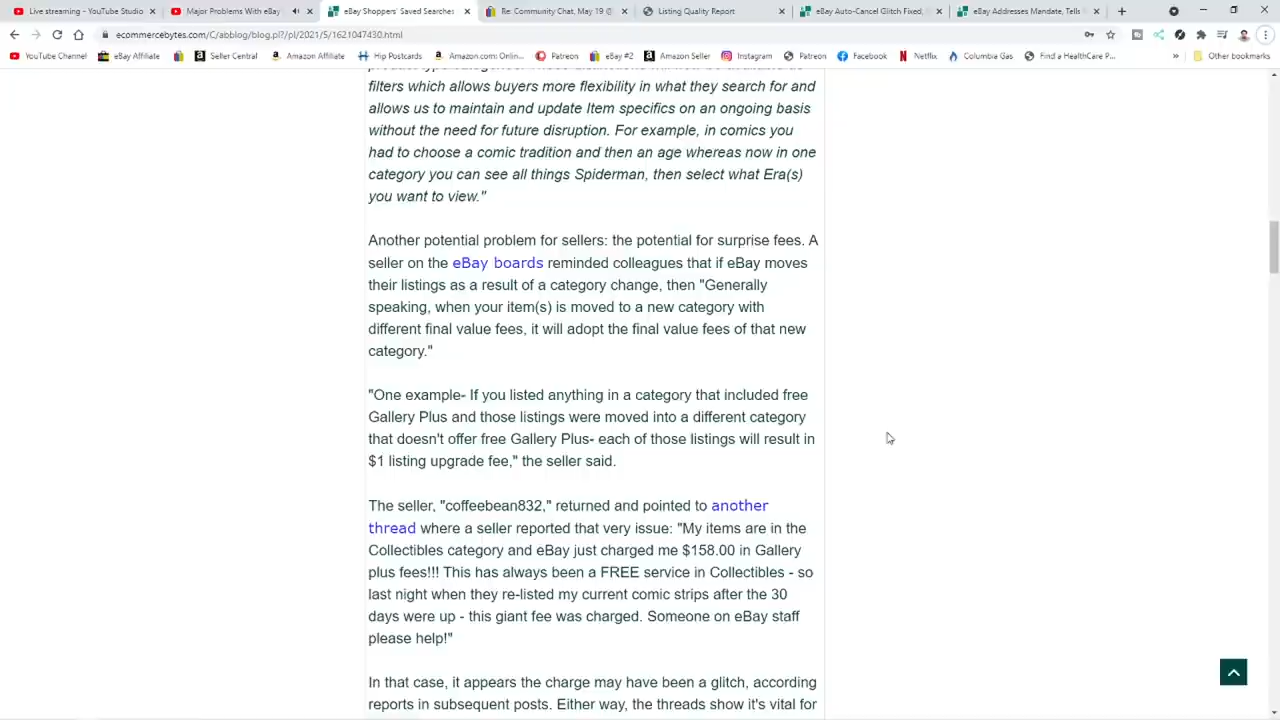 Live streaming - YouTube Studio
Major Problems With eBay
eBay Shoppers' Saved Searches
Re: Community Chat, May 19 @
Listing Quality Report
eBay Auto-Cancel Glitch Fixed,
eBay Addresses Mandate, Tells
ecommercebytes.com/C/abblog/blog.pl?/pl/2021/5/1621047430.html
YouTube Channel
eBay Affiliate
Seller Central
Amazon Affiliate
Hip Postcards
Amazon.com: Onlin...
Patreon
eBay #2
Amazon Seller
Instagram
Patreon
Facebook
Netflix
Columbia Gas
Find a HealthCare P...
»
Other bookmarks
filters which allows buyers more flexibility in what they search for and
allows us to maintain and update Item specifics on an ongoing basis
without the need for future disruption. For example, in comics you
had to choose a comic tradition and then an age whereas now in one
category you can see all things Spiderman, then select what Era(s)
you want to view."
Another potential problem for sellers: the potential for surprise fees. A
seller on the eBay boards reminded colleagues that if eBay moves
their listings as a result of a category change, then "Generally
speaking, when your item(s) is moved to a new category with
different final value fees, it will adopt the final value fees of that new
category."
"One example- If you listed anything in a category that included free
Gallery Plus and those listings were moved into a different category
that doesn't offer free Gallery Plus- each of those listings will result in
$1 listing upgrade fee," the seller said.
The seller, "coffeebean832," returned and pointed to another
thread where a seller reported that very issue: "My items are in the
Collectibles category and eBay just charged me $158.00 in Gallery
plus fees!!! This has always been a FREE service in Collectibles - so
last night when they re-listed my current comic strips after the 30
days were up - this giant fee was charged. Someone on eBay staff
please help!"
In that case, it appears the charge may have been a glitch, according
reports in subsequent posts. Either way, the threads show it's vital for